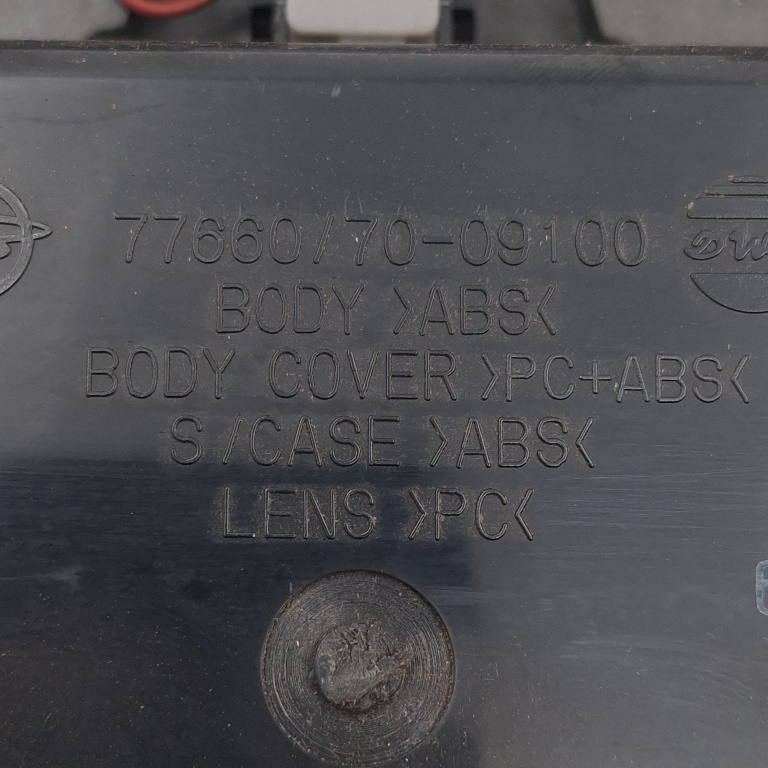 77660/70-09100
BODY >ABS<
BODY COVER >PC+ABS<
S/CASE >ABS<
LENS >PC<